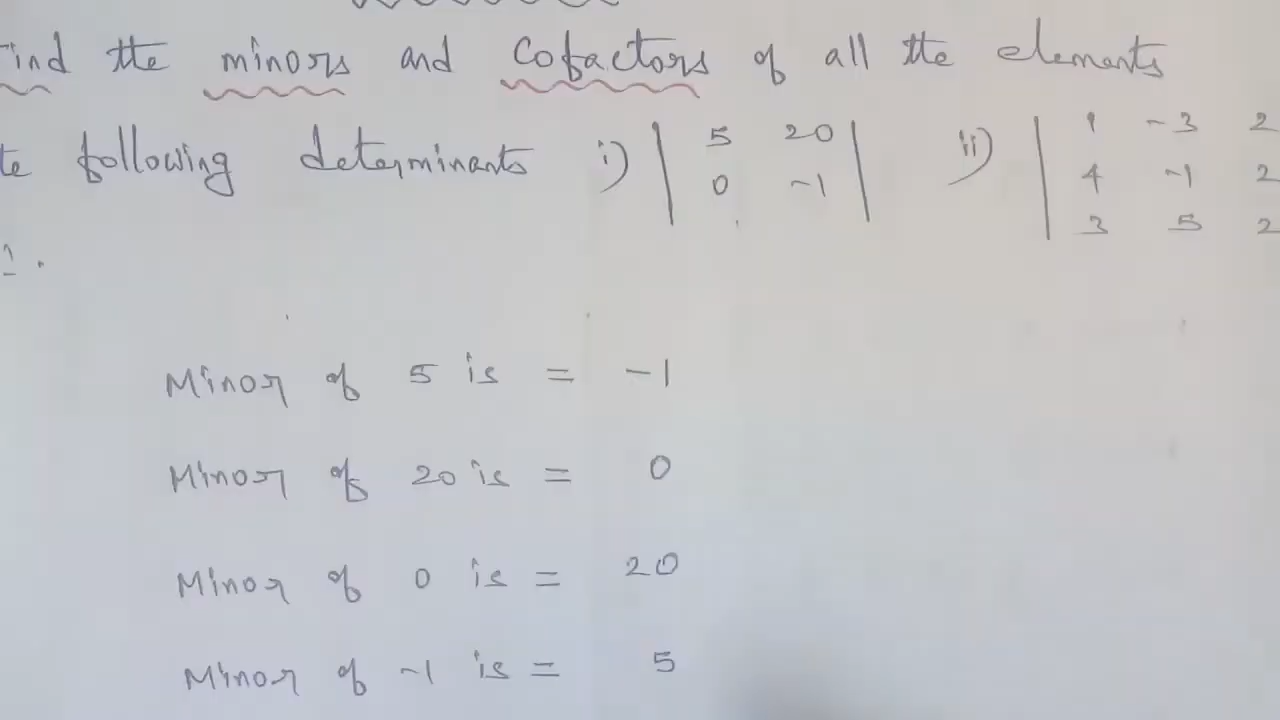 Find the minors and cofactors of all the elements
te following determinants i) | 5 20 | ii) | 1 -3 2
0 -1 4 -1 2
3 5 2
1.
Minor of 5 is = -1
Minor of 20 is = 0
Minor of 0 is = 20
Minor of -1 is = 5